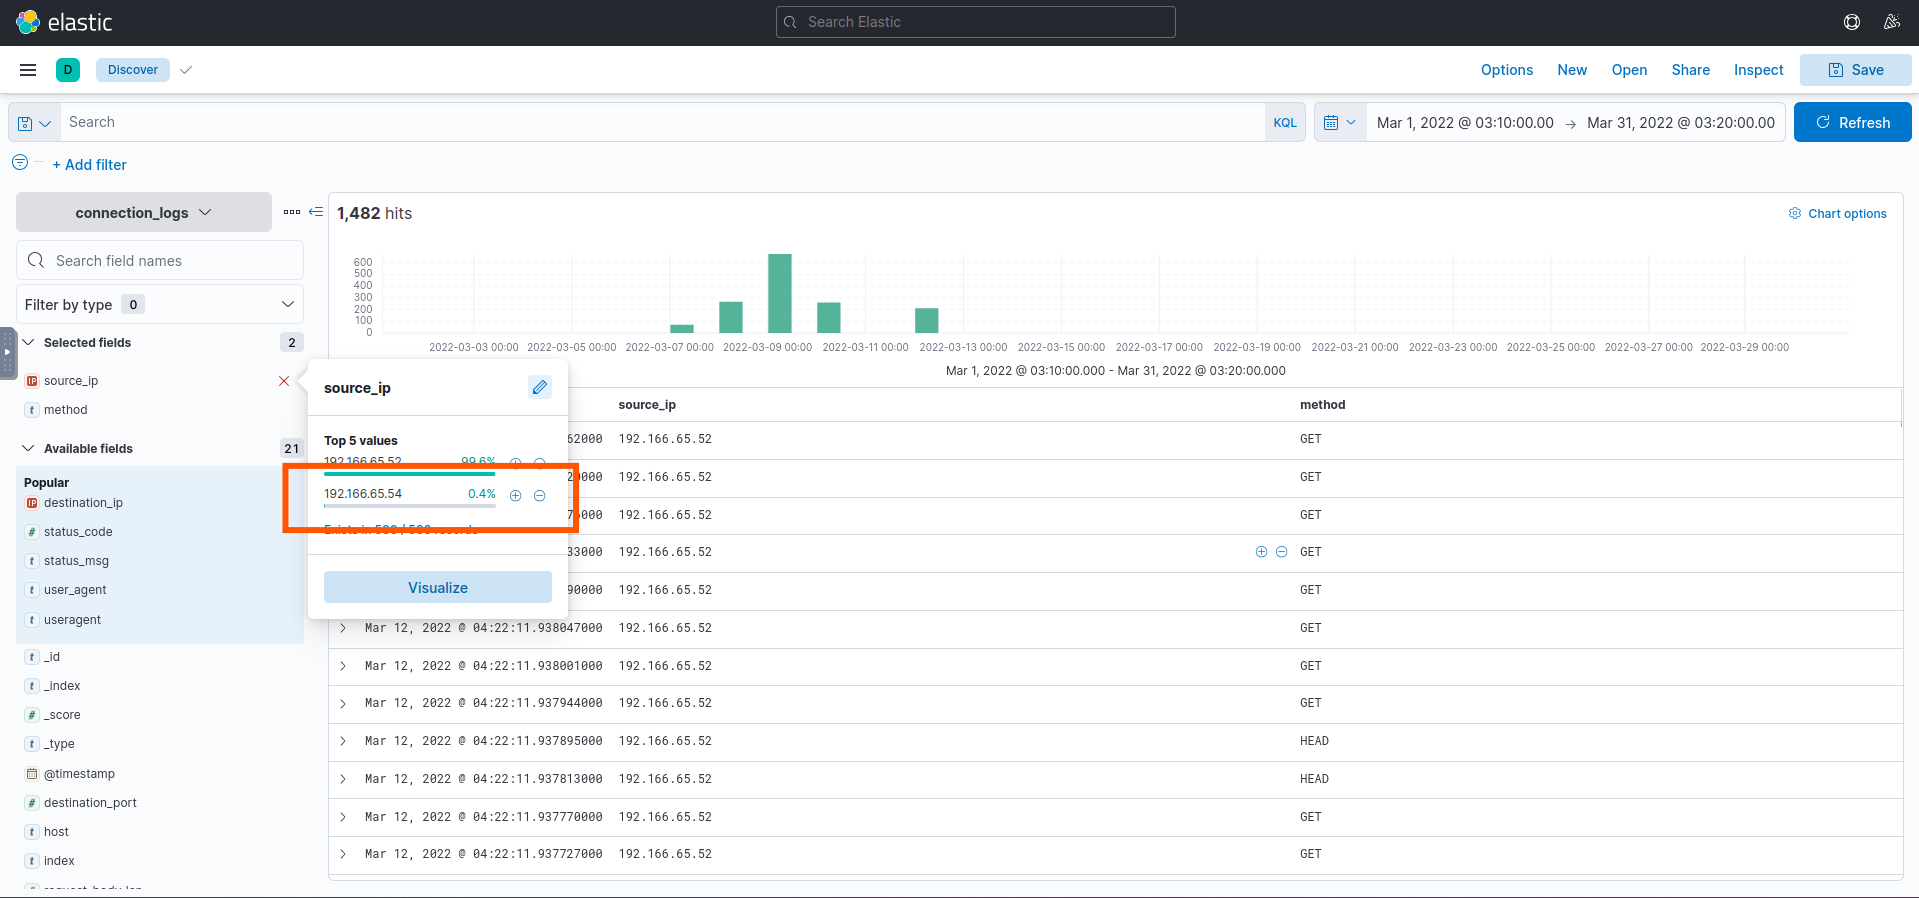 elastic
Search Elastic
D
Discover
Options
New
Open
Share
Inspect
Save
Search
KQL
Mar 1, 2022 @ 03:10:00.00 → Mar 31, 2022 @ 03:20:00.00
Refresh
+ Add filter
connection_logs
Search field names
Filter by type 0
Selected fields 2
source_ip
method
Available fields 21
Popular
destination_ip
status_code
status_msg
user_agent
useragent
_id
_index
_score
_type
@timestamp
destination_port
host
index
1,482 hits
Chart options
600
500
400
300
200
100
0
2022-03-03 00:00 2022-03-05 00:00 2022-03-07 00:00 2022-03-09 00:00 2022-03-11 00:00 2022-03-13 00:00 2022-03-15 00:00 2022-03-17 00:00 2022-03-19 00:00 2022-03-21 00:00 2022-03-23 00:00 2022-03-25 00:00 2022-03-27 00:00 2022-03-29 00:00
Mar 1, 2022 @ 03:10:00.000 - Mar 31, 2022 @ 03:20:00.000
source_ip
Top 5 values
192.166.65.52 99.6%
192.166.65.54 0.4%
Visualize
source_ip method
62000 192.166.65.52 GET
192.166.65.52 GET
192.166.65.52 GET
33000 192.166.65.52 GET
90000 192.166.65.52 GET
Mar 12, 2022 @ 04:22:11.938047000 192.166.65.52 GET
Mar 12, 2022 @ 04:22:11.938001000 192.166.65.52 GET
Mar 12, 2022 @ 04:22:11.937944000 192.166.65.52 GET
Mar 12, 2022 @ 04:22:11.937895000 192.166.65.52 HEAD
Mar 12, 2022 @ 04:22:11.937813000 192.166.65.52 HEAD
Mar 12, 2022 @ 04:22:11.937770000 192.166.65.52 GET
Mar 12, 2022 @ 04:22:11.937727000 192.166.65.52 GET